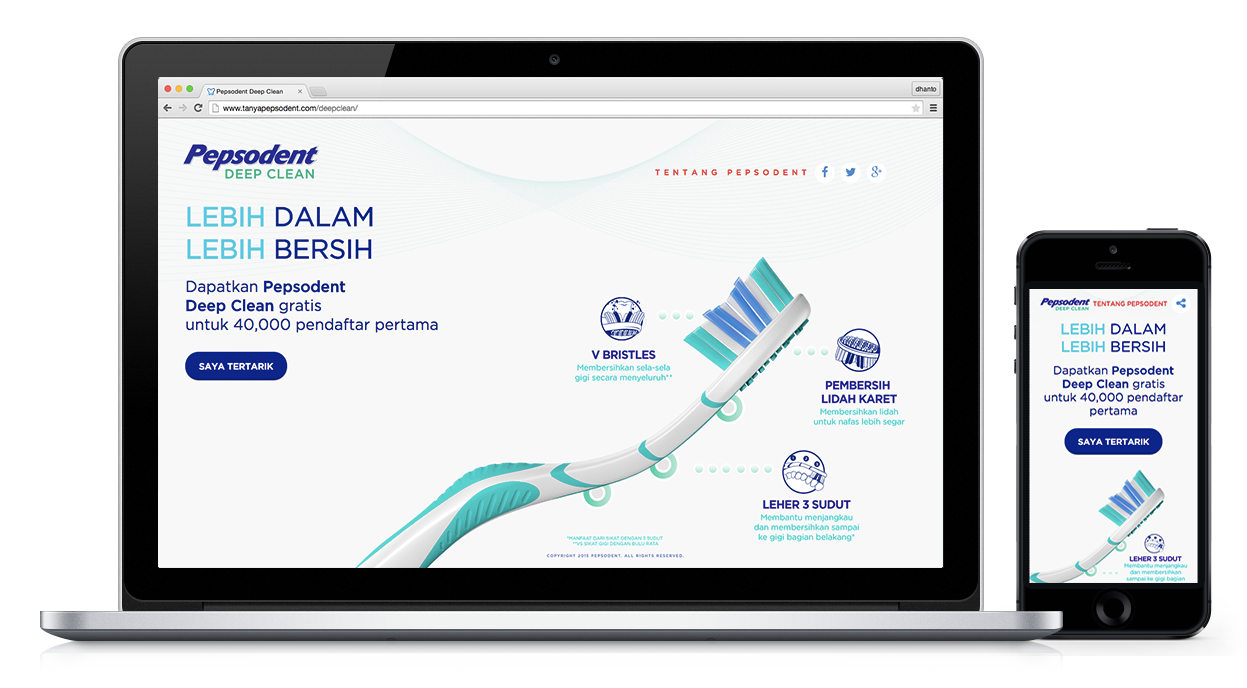 Pepsodent Deep Clean
dhanto
www.tanyapepsodent.com/deepclean/
Pepsodent
DEEP CLEAN
TENTANG PEPSODENT
LEBIH DALAM
LEBIH BERSIH
Dapatkan Pepsodent
Deep Clean gratis
untuk 40,000 pendaftar pertama
SAYA TERTARIK
V BRISTLES
Membersihkan sela-sela
gigi secara menyeluruh**
PEMBERSIH
LIDAH KARET
Membersihkan lidah
untuk nafas lebih segar
1 2 3
LEHER 3 SUDUT
Membantu menjangkau
dan membersihkan sampai
ke gigi bagian belakang*
*MANFAAT DARI SIKAT DENGAN 3 SUDUT
**VS SIKAT GIGI DENGAN BULU RATA
COPYRIGHT 2015 PEPSODENT. ALL RIGHTS RESERVED.
Pepsodent
DEEP CLEAN
TENTANG PEPSODENT
LEBIH DALAM
LEBIH BERSIH
Dapatkan Pepsodent
Deep Clean gratis
untuk 40,000 pendaftar
pertama
SAYA TERTARIK
LEHER 3 SUDUT
Membantu menjangkau
dan membersihkan
sampai ke gigi bagian